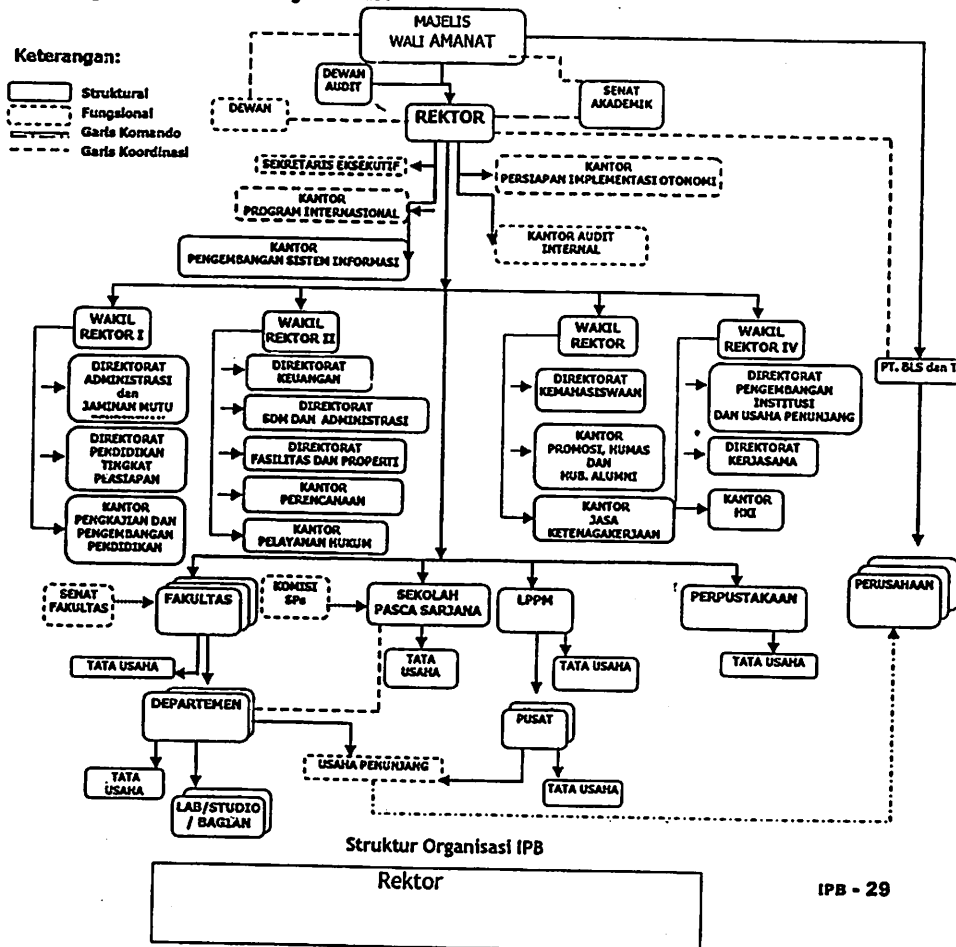 MAJELIS
WALI AMANAT
Keterangan:
Struktural
Fungsional
Garis Komando
Garis Koordinasi
DEWAN
AUDIT
DEWAN
SENAT
AKADEMIK
REKTOR
SEKRETARIS EKSEKUTIF
KANTOR
PERSIAPAN IMPLEMENTASI OTONOMI
KANTOR
PROGRAM INTERNASIONAL
KANTOR AUDIT
INTERNAL
KANTOR
PENGEMBANGAN SISTEM INFORMASI
WAKIL
REKTOR I
WAKIL
REKTOR II
WAKIL
REKTOR
WAKIL
REKTOR IV
DIREKTORAT
ADMINISTRASI
dan
JAMINAN MUTU
DIREKTORAT
PENDIDIKAN
TINGKAT
PERSIAPAN
KANTOR
PENGKAJIAN DAN
PENGEMBANGAN
PENDIDIKAN
DIREKTORAT
KEUANGAN
DIREKTORAT
SDM DAN ADMINISTRASI
DIREKTORAT
FASILITAS DAN PROPERTI
KANTOR
PERENCANAAN
KANTOR
PELAYANAN HUKUM
DIREKTORAT
KEMAHASISWAAN
KANTOR
PROMOSI, HUMAS
DAN
HUB. ALUMNI
KANTOR
JASA
KETENAGAKERJAAN
DIREKTORAT
PENGEMBANGAN
INSTITUSI
DAN USAHA PENUNJANG
DIREKTORAT
KERJASAMA
KANTOR
HKI
PT. BLS dan
SENAT
FAKULTAS
FAKULTAS
KOMISI
SPs
SEKOLAH
PASCA SARJANA
LPPM
PERPUSTAKAAN
PERUSAHAAN
TATA USAHA
TATA
USAHA
TATA USAHA
TATA USAHA
DEPARTEMEN
PUSAT
USAHA PENUNJANG
TATA
USAHA
TATA USAHA
LAB/STUDIO
/ BAGIAN
Struktur Organisasi IPB
Rektor
IPB - 29